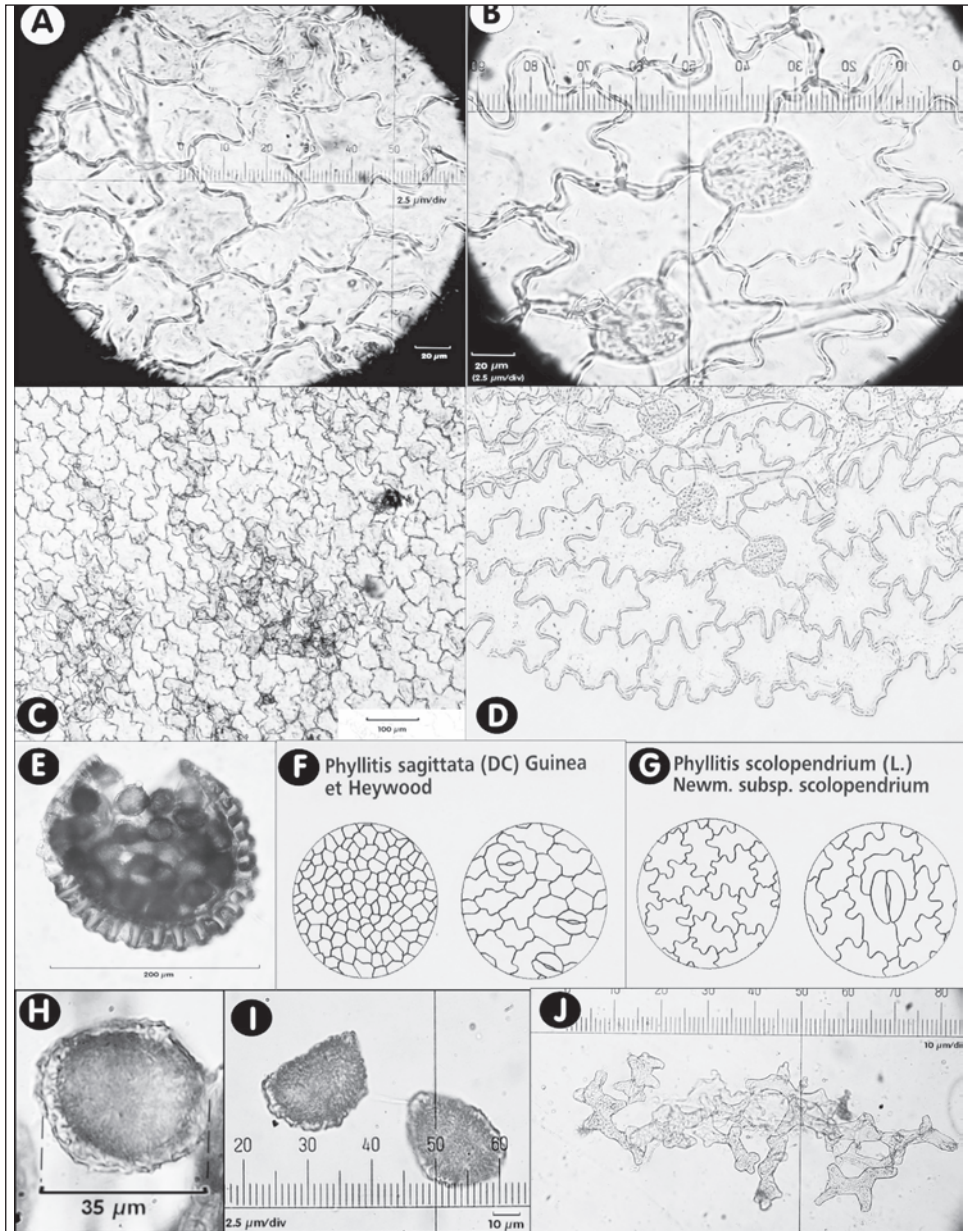 A
10 20 30 40 50
2.5 µm/div
20 µm
B
90 80 70 60 50 40 30 20 10 0
20 µm
(2.5 µm/div)
C
100 µm
D
E
200 µm
F Phyllitis sagittata (DC) Guinea
et Heywood
G Phyllitis scolopendrium (L.)
Newm. subsp. scolopendrium
H
35 µm
I
20 30 40 50 60
2.5 µm/div
10 µm
J
10 20 30 40 50 60 70 80
10 µm/div